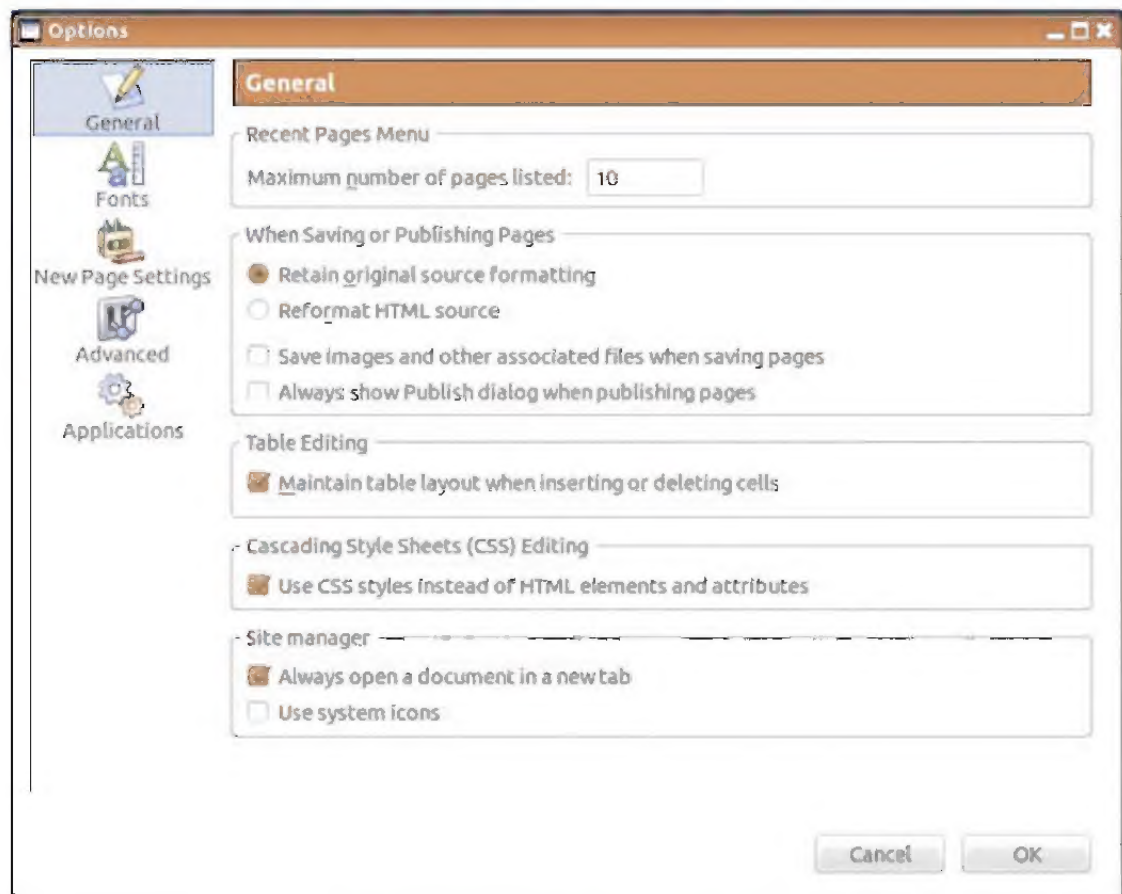 Options
General
Fonts
New Page Settings
Advanced
Applications
General
Recent Pages Menu
Maximum number of pages listed: 10
When Saving or Publishing Pages
Retain original source formatting
Reformat HTML source
Save images and other associated files when saving pages
Always show Publish dialog when publishing pages
Table Editing
Maintain table layout when inserting or deleting cells
Cascading Style Sheets (CSS) Editing
Use CSS styles instead of HTML elements and attributes
Site manager
Always open a document in a new tab
Use system icons
Cancel OK